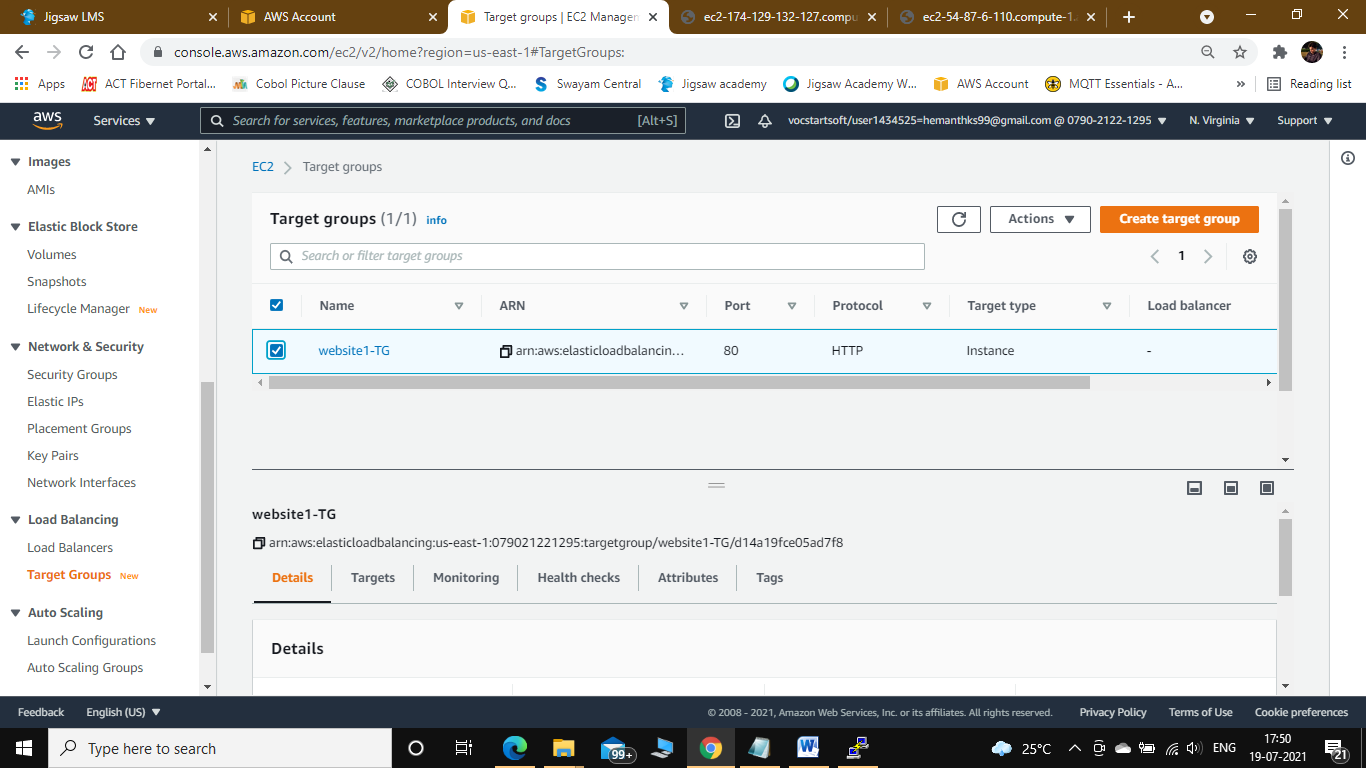 Jigsaw LMS
AWS Account
Target groups | EC2 Managem
ec2-174-129-132-127.compu
ec2-54-87-6-110.compute-1.
console.aws.amazon.com/ec2/v2/home?region=us-east-1#TargetGroups:
Apps
ACT Fibernet Portal...
Cobol Picture Clause
COBOL Interview Q...
Swayam Central
Jigsaw academy
Jigsaw Academy W...
AWS Account
MQTT Essentials - A...
»
Reading list
aws
Services
Search for services, features, marketplace products, and docs
[Alt+S]
vocstartsoft/user1434525=hemanthks99@gmail.com @ 0790-2122-1295
N. Virginia
Support
Images
AMIs
Elastic Block Store
Volumes
Snapshots
Lifecycle Manager New
Network & Security
Security Groups
Elastic IPs
Placement Groups
Key Pairs
Network Interfaces
Load Balancing
Load Balancers
Target Groups New
Auto Scaling
Launch Configurations
Auto Scaling Groups
EC2 > Target groups
Target groups (1/1) info
Actions
Create target group
Search or filter target groups
1
Name
ARN
Port
Protocol
Target type
Load balancer
website1-TG
arn:aws:elasticloadbalancin...
80
HTTP
Instance
-
website1-TG
arn:aws:elasticloadbalancing:us-east-1:079021221295:targetgroup/website1-TG/d14a19fce05ad7f8
Details
Targets
Monitoring
Health checks
Attributes
Tags
Details
Feedback
English (US)
© 2008 - 2021, Amazon Web Services, Inc. or its affiliates. All rights reserved.
Privacy Policy
Terms of Use
Cookie preferences
Type here to search
99+
25°C
ENG
17:50
19-07-2021
21